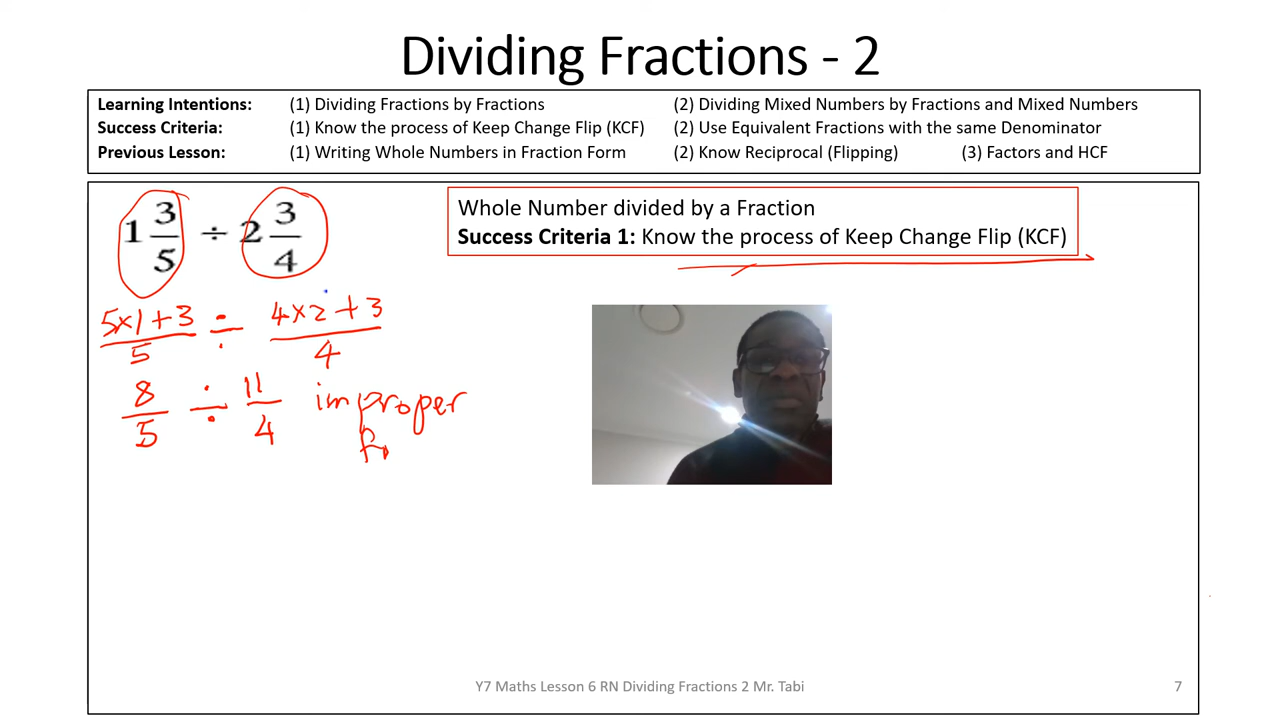 Dividing Fractions - 2
Learning Intentions: (1) Dividing Fractions by Fractions (2) Dividing Mixed Numbers by Fractions and Mixed Numbers
Success Criteria: (1) Know the process of Keep Change Flip (KCF) (2) Use Equivalent Fractions with the same Denominator
Previous Lesson: (1) Writing Whole Numbers in Fraction Form (2) Know Reciprocal (Flipping) (3) Factors and HCF
1 3/5 ÷ 2 3/4
Whole Number divided by a Fraction
Success Criteria 1: Know the process of Keep Change Flip (KCF)
5×1+3/5 ÷ 4×2+3/4
8/5 ÷ 11/4 improper
Y7 Maths Lesson 6 RN Dividing Fractions 2 Mr. Tabi 7